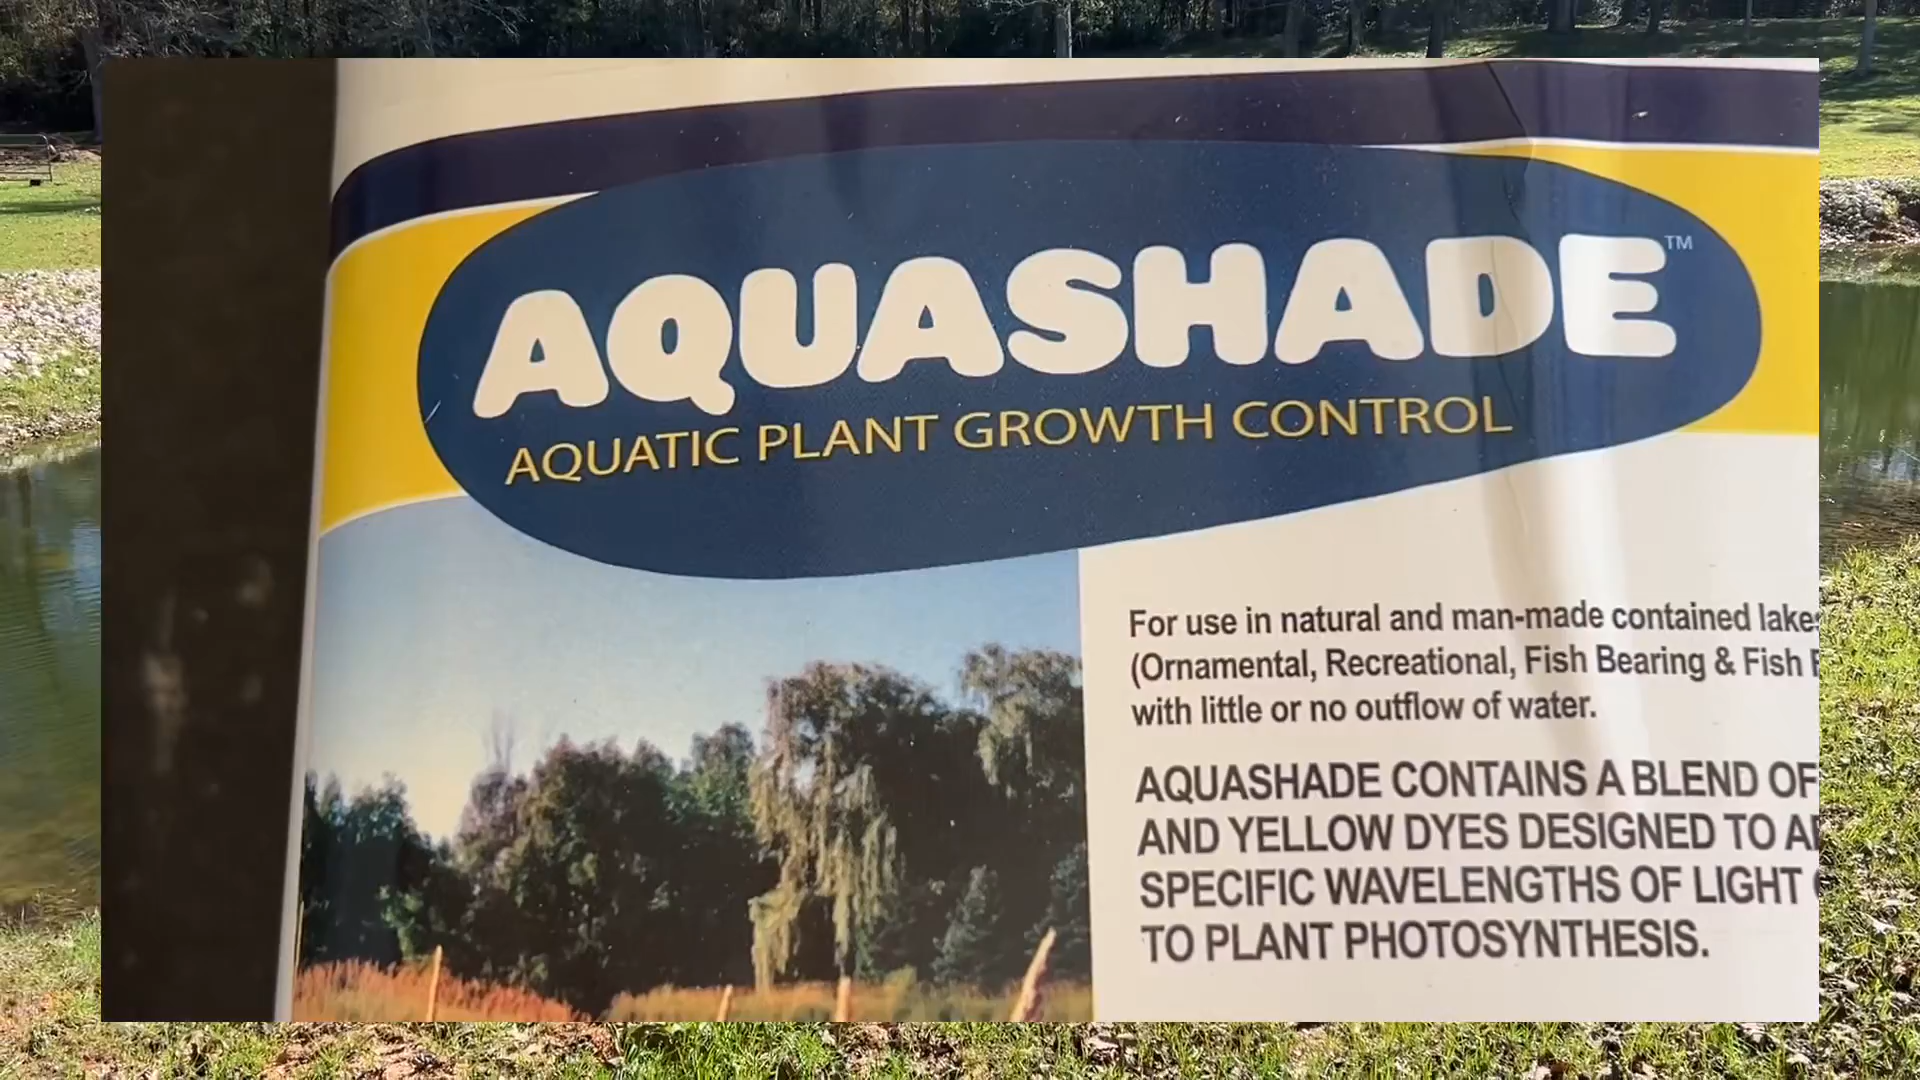 AQUASHADE™
AQUATIC PLANT GROWTH CONTROL
For use in natural and man-made contained lakes
(Ornamental, Recreational, Fish Bearing & Fish
with little or no outflow of water.
AQUASHADE CONTAINS A BLEND OF
AND YELLOW DYES DESIGNED TO
SPECIFIC WAVELENGTHS OF LIGHT
TO PLANT PHOTOSYNTHESIS.